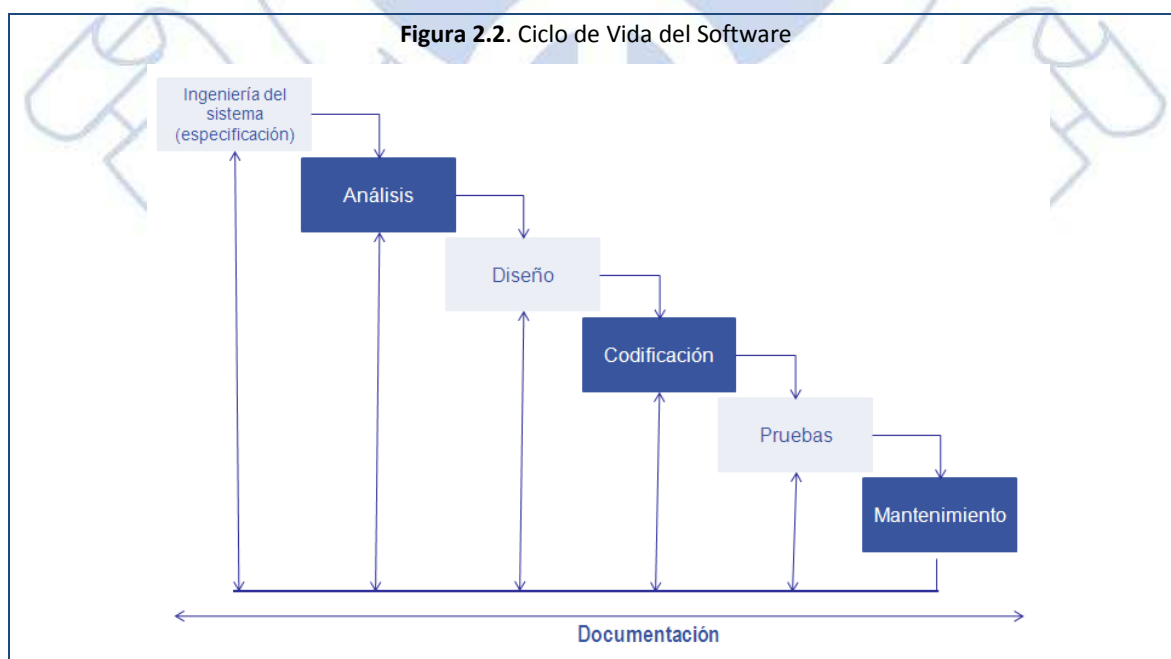 Figura 2.2. Ciclo de Vida del Software
Ingeniería del
sistema
(especificación)
Análisis
Diseño
Codificación
Pruebas
Mantenimiento
Documentación